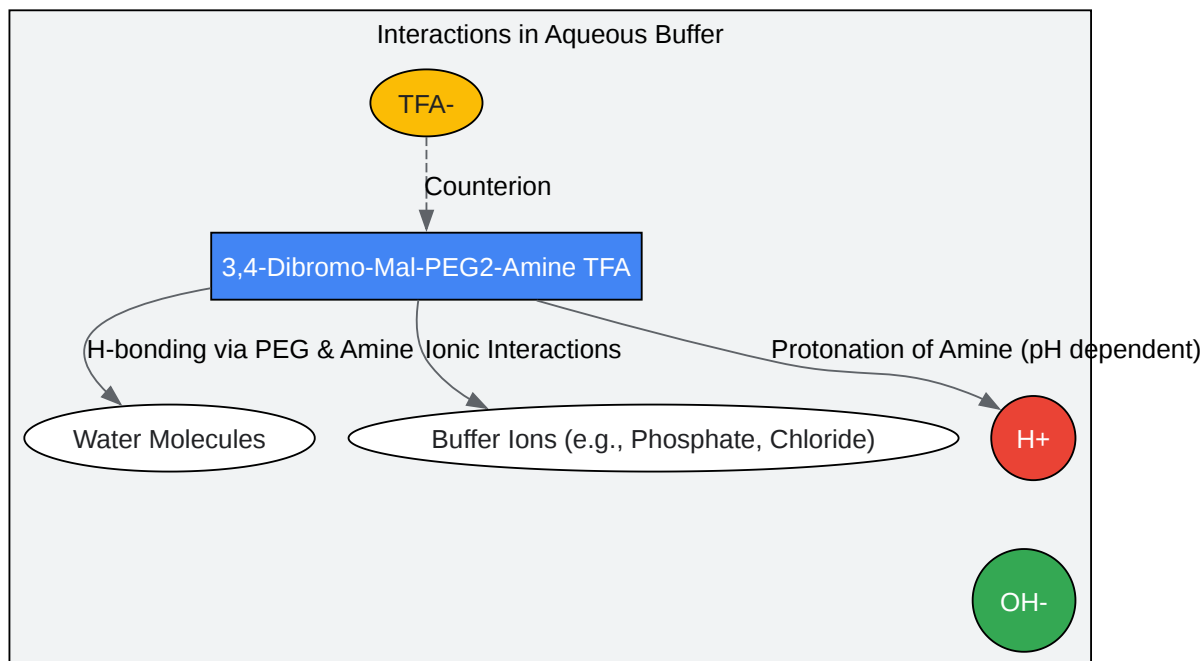 Interactions in Aqueous Buffer
TFA-
Counterion
3,4-Dibromo-Mal-PEG2-Amine TFA
H-bonding via PEG & Amine
Ionic Interactions
Protonation of Amine (pH dependent)
Water Molecules
Buffer Ions (e.g., Phosphate, Chloride)
H+
OH-